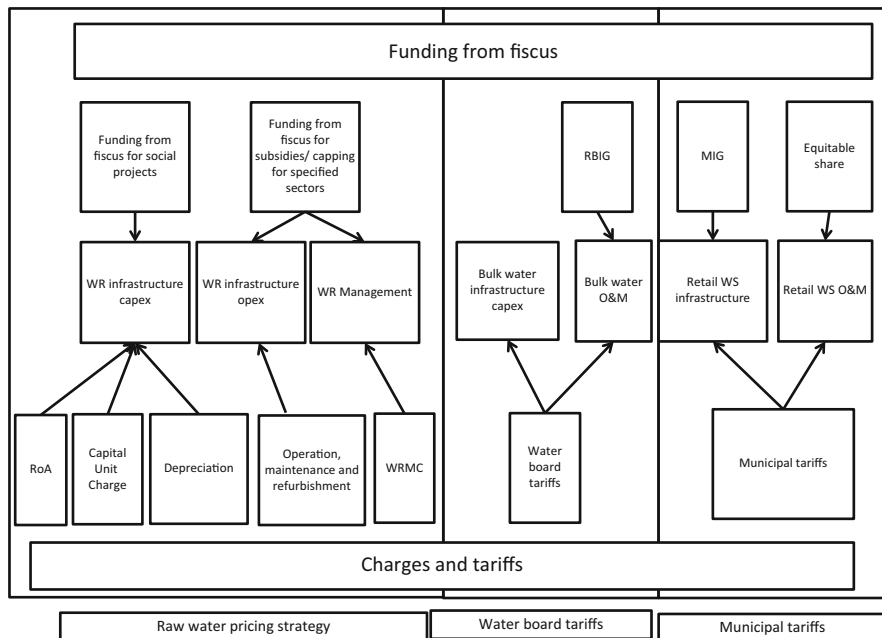 Funding from fiscus
Funding from
fiscus for social
projects
Funding from
fiscus for
subsidies/ capping
for specified
sectors
RBIG
MIG
Equitable
share
WR infrastructure
capex
WR infrastructure
opex
WR Management
Bulk water
infrastructure
capex
Bulk water
O&M
Retail WS
infrastructure
Retail WS O&M
RoA
Capital
Unit
Charge
Depreciation
Operation,
maintenance and
refurbishment
WRMC
Water
board
tariffs
Municipal tariffs
Charges and tariffs
Raw water pricing strategy
Water board tariffs
Municipal tariffs